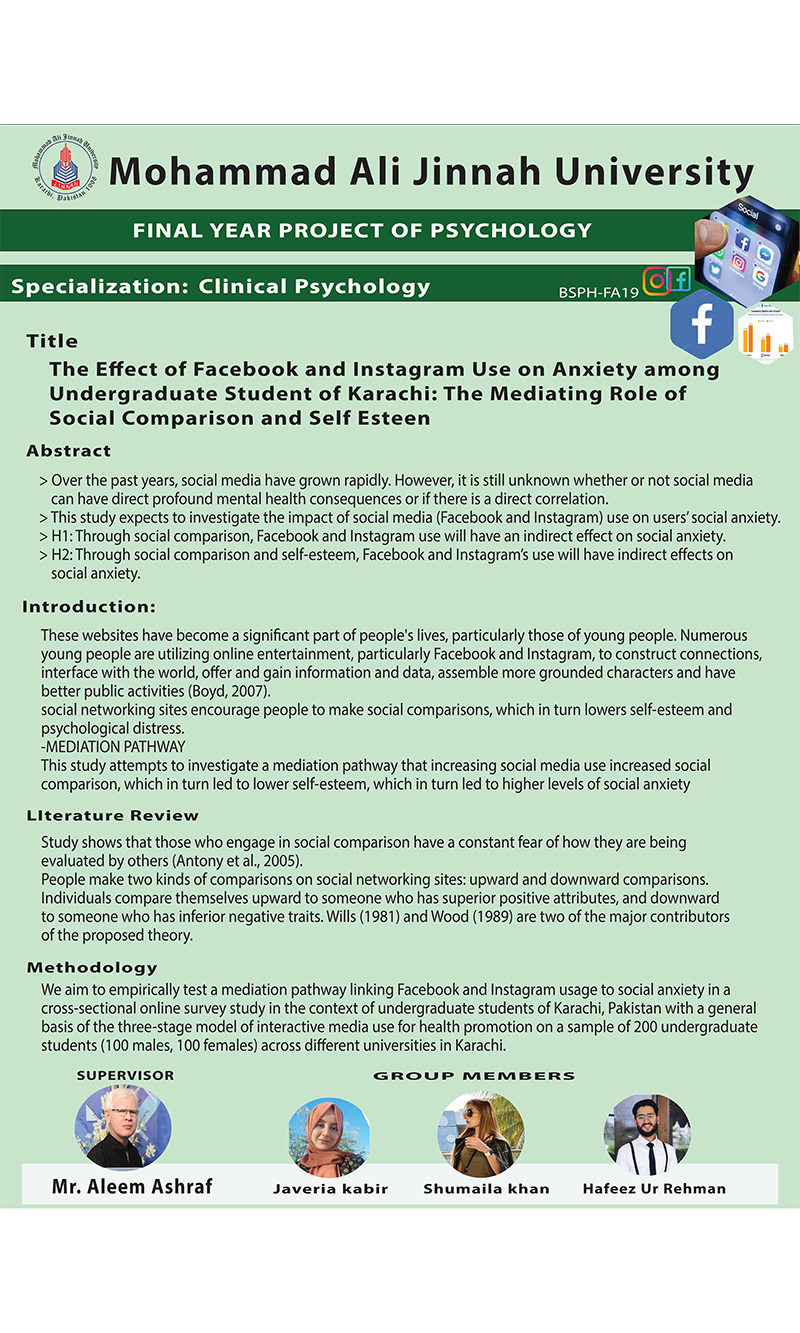 Mohammad Ali Jinnah University
Karachi, Pakistan 1998
JINNAH
Mohammad Ali Jinnah University
FINAL YEAR PROJECT OF PSYCHOLOGY
Social
Specialization: Clinical Psychology
BSPH-FA19
Title
The Effect of Facebook and Instagram Use on Anxiety among
Undergraduate Student of Karachi: The Mediating Role of
Social Comparison and Self Esteen
Abstract
> Over the past years, social media have grown rapidly. However, it is still unknown whether or not social media
can have direct profound mental health consequences or if there is a direct correlation.
> This study expects to investigate the impact of social media (Facebook and Instagram) use on users’ social anxiety.
> H1: Through social comparison, Facebook and Instagram use will have an indirect effect on social anxiety.
> H2: Through social comparison and self-esteem, Facebook and Instagram’s use will have indirect effects on
social anxiety.
Introduction:
These websites have become a significant part of people's lives, particularly those of young people. Numerous
young people are utilizing online entertainment, particularly Facebook and Instagram, to construct connections,
interface with the world, offer and gain information and data, assemble more grounded characters and have
better public activities (Boyd, 2007).
social networking sites encourage people to make social comparisons, which in turn lowers self-esteem and
psychological distress.
-MEDIATION PATHWAY
This study attempts to investigate a mediation pathway that increasing social media use increased social
comparison, which in turn led to lower self-esteem, which in turn led to higher levels of social anxiety
LIterature Review
Study shows that those who engage in social comparison have a constant fear of how they are being
evaluated by others (Antony et al., 2005).
People make two kinds of comparisons on social networking sites: upward and downward comparisons.
Individuals compare themselves upward to someone who has superior positive attributes, and downward
to someone who has inferior negative traits. Wills (1981) and Wood (1989) are two of the major contributors
of the proposed theory.
Methodology
We aim to empirically test a mediation pathway linking Facebook and Instagram usage to social anxiety in a
cross-sectional online survey study in the context of undergraduate students of Karachi, Pakistan with a general
basis of the three-stage model of interactive media use for health promotion on a sample of 200 undergraduate
students (100 males, 100 females) across different universities in Karachi.
SUPERVISOR
GROUP MEMBERS
Mr. Aleem Ashraf
Javeria kabir
Shumaila khan
Hafeez Ur Rehman